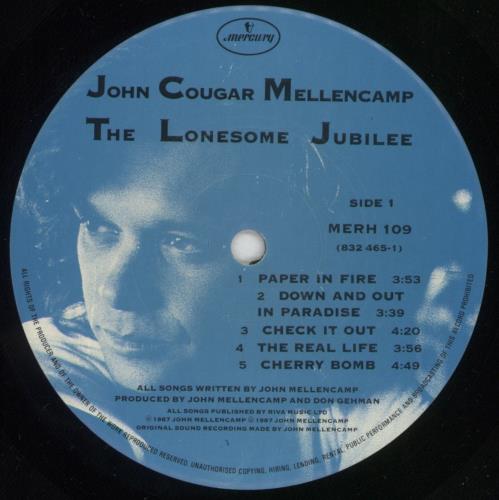 mercury
JOHN COUGAR MELLENCAMP
THE LONESOME JUBILEE
SIDE 1
MERH 109
(832 465-1)
1 PAPER IN FIRE 3:53
2 DOWN AND OUT
IN PARADISE 3:39
3 CHECK IT OUT 4:20
4 THE REAL LIFE 3:56
5 CHERRY BOMB 4:49
ALL SONGS WRITTEN BY JOHN MELLENCAMP
PRODUCED BY JOHN MELLENCAMP AND DON GEHMAN
ALL SONGS PUBLISHED BY RIVA MUSIC LTD
℗ 1987 JOHN MELLENCAMP © 1987 JOHN MELLENCAMP
ORIGINAL SOUND RECORDING MADE BY JOHN MELLENCAMP
ALL RIGHTS OF THE PRODUCER AND OF THE OWNER OF THE WORK REPRODUCED RESERVED. UNAUTHORISED COPYING, HIRING, LENDING, RENTAL, PUBLIC PERFORMANCE AND BROADCASTING OF THIS RECORD PROHIBITED